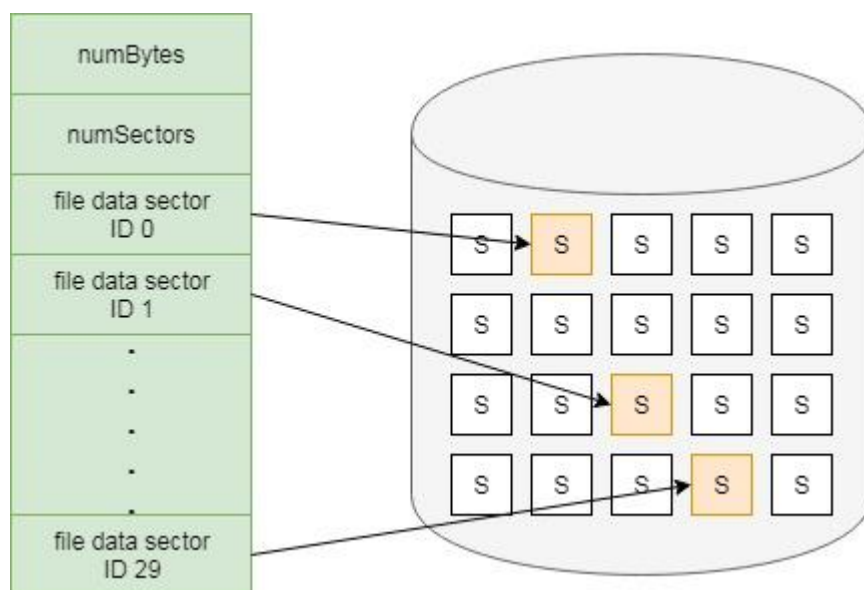 numBytes
numSectors
file data sector
ID 0
file data sector
ID 1
.
.
.
.
.
file data sector
ID 29
S S S S S
S S S S S
S S S S S
S S S S S